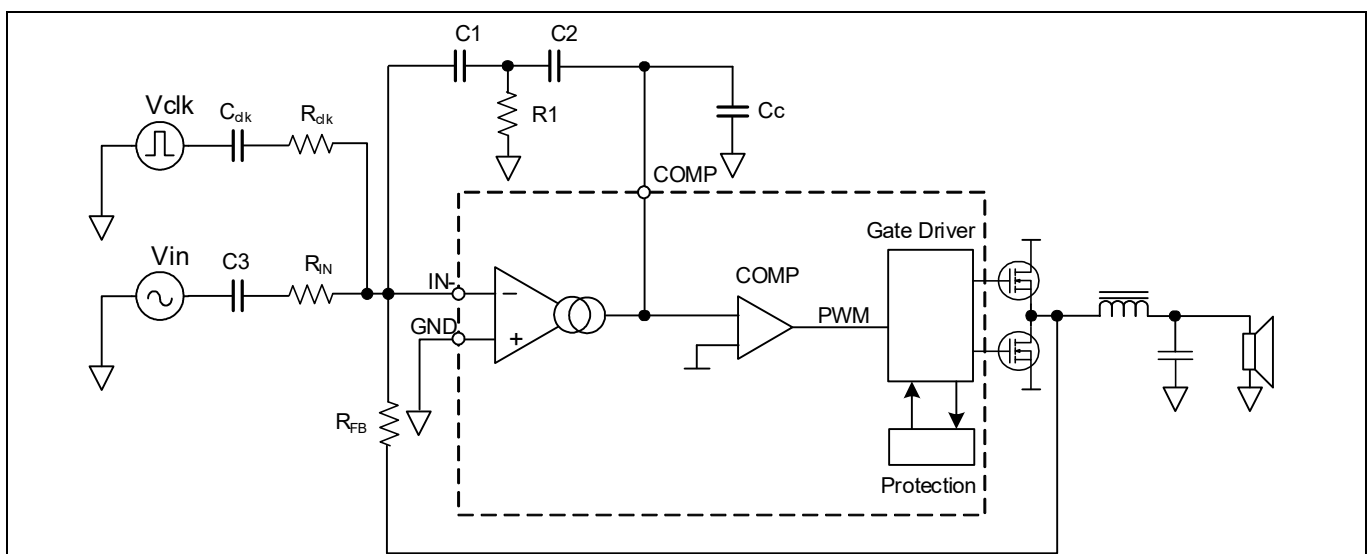 C1
C2
Vclk
Cclk
Rclk
R1
Cc
COMP
Gate Driver
Vin
C3
RIN
IN-
COMP
PWM
GND
RFB
Protection